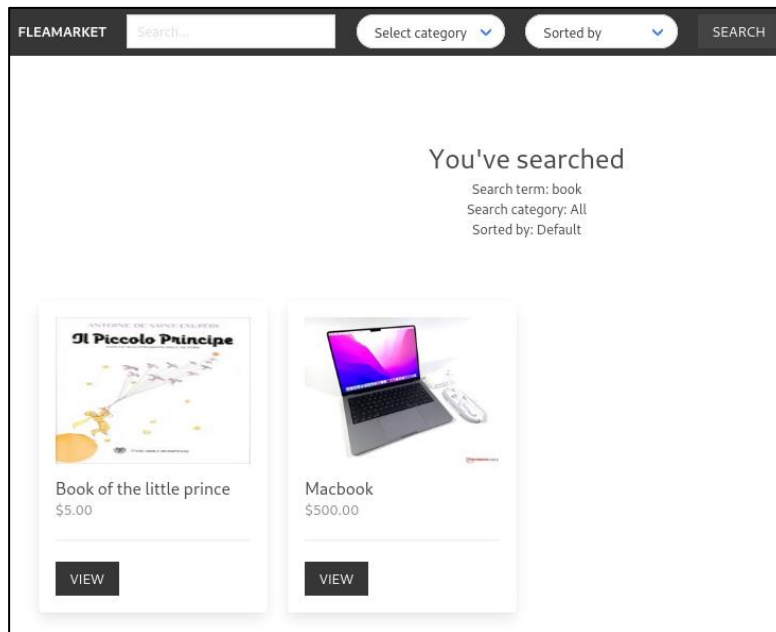 FLEAMARKET Search... Select category Sorted by SEARCH
You've searched
Search term: book
Search category: All
Sorted by: Default
ANTOINE DE SAINT-EXUPÉRY
Il Piccolo Principe
Book of the little prince
$5.00
VIEW
Macbook
$500.00
VIEW